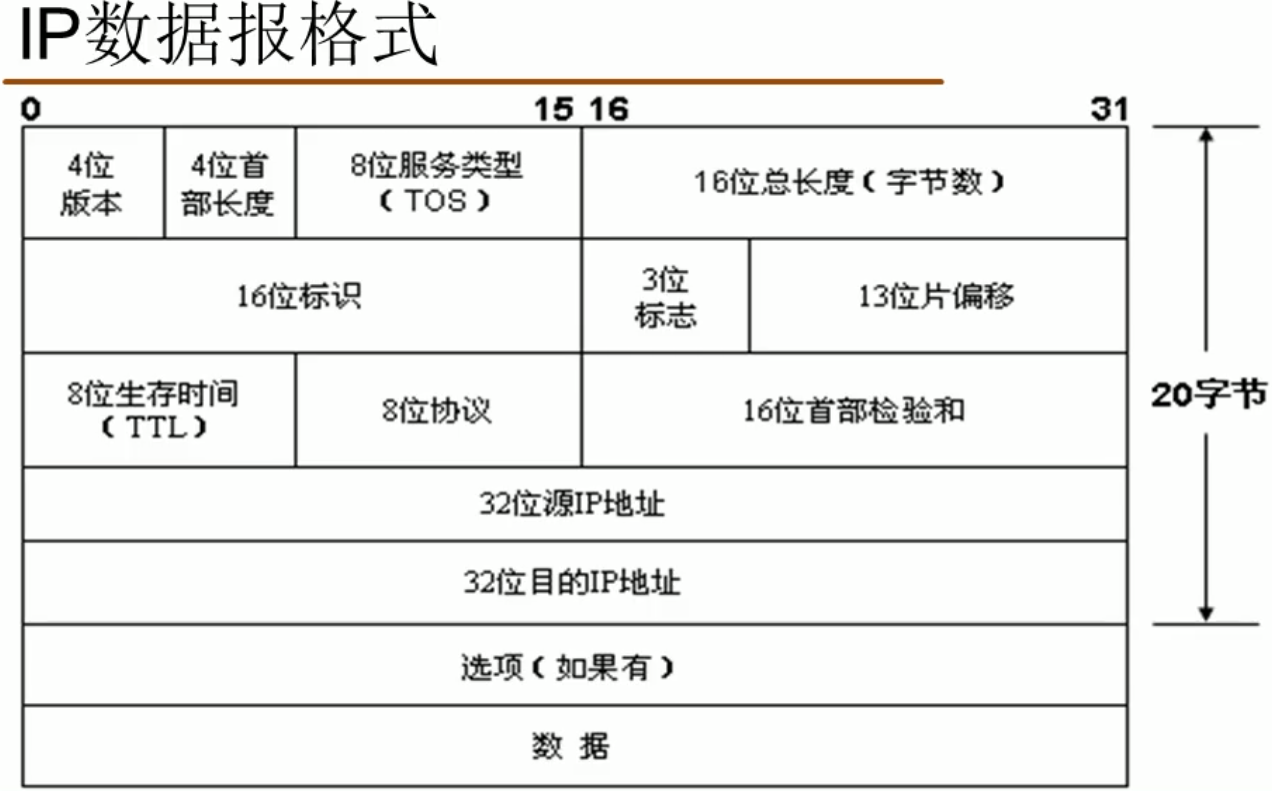 IP数据报格式
0 15 16 31
4位
版本
4位首
部长度
8位服务类型
(TOS)
16位总长度(字节数)
16位标识
3位
标志
13位片偏移
8位生存时间
(TTL)
8位协议
16位首部检验和
20字节
32位源IP地址
32位目的IP地址
选项(如果有)
数 据